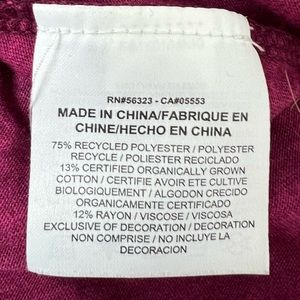 RN#56323 - CA#05553
MADE IN CHINA/FABRIQUE EN
CHINE/HECHO EN CHINA
75% RECYCLED POLYESTER / POLYESTER
RECYCLE / POLIESTER RECICLADO
13% CERTIFIED ORGANICALLY GROWN
COTTON / CERTIFIE AVOIR ETE CULTIVE
BIOLOGIQUEMENT / ALGODON CRECIDO
ORGANICAMENTE CERTIFICADO
12% RAYON / VISCOSE / VISCOSA
EXCLUSIVE OF DECORATION / DECORATION
NON COMPRISE / NO INCLUYE LA
DECORACION